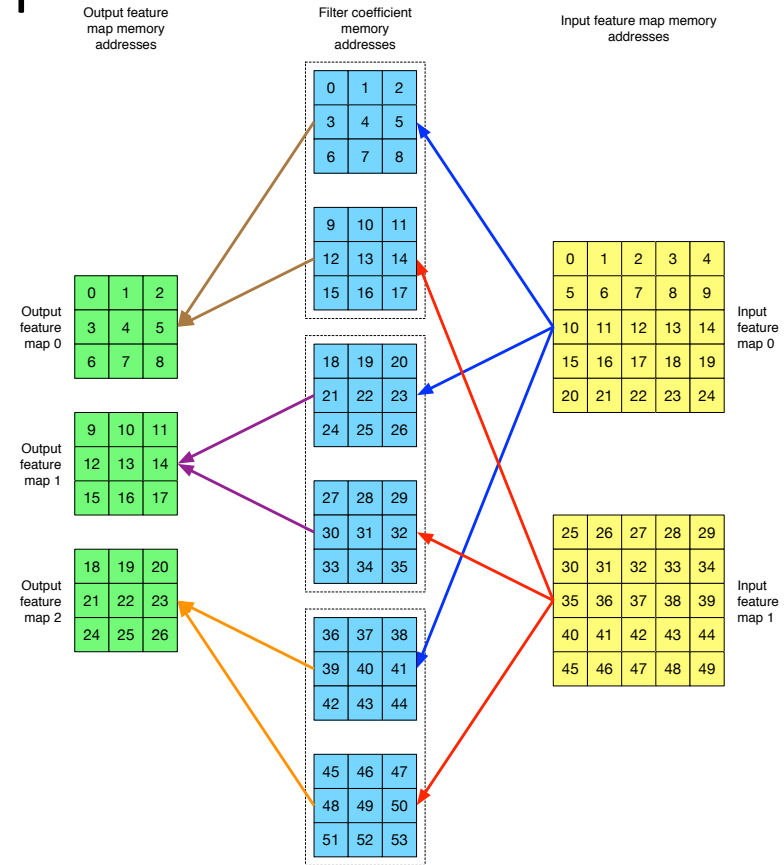 Output feature
map memory
addresses
Filter coefficient
memory
addresses
Input feature map memory
addresses
0 1 2
3 4 5
6 7 8
9 10 11
12 13 14
15 16 17
18 19 20
21 22 23
24 25 26
27 28 29
30 31 32
33 34 35
36 37 38
39 40 41
42 43 44
45 46 47
48 49 50
51 52 53
Output
feature
map 0
0 1 2
3 4 5
6 7 8
Output
feature
map 1
9 10 11
12 13 14
15 16 17
Output
feature
map 2
18 19 20
21 22 23
24 25 26
0 1 2 3 4
5 6 7 8 9
10 11 12 13 14
15 16 17 18 19
20 21 22 23 24
Input
feature
map 0
25 26 27 28 29
30 31 32 33 34
35 36 37 38 39
40 41 42 43 44
45 46 47 48 49
Input
feature
map 1